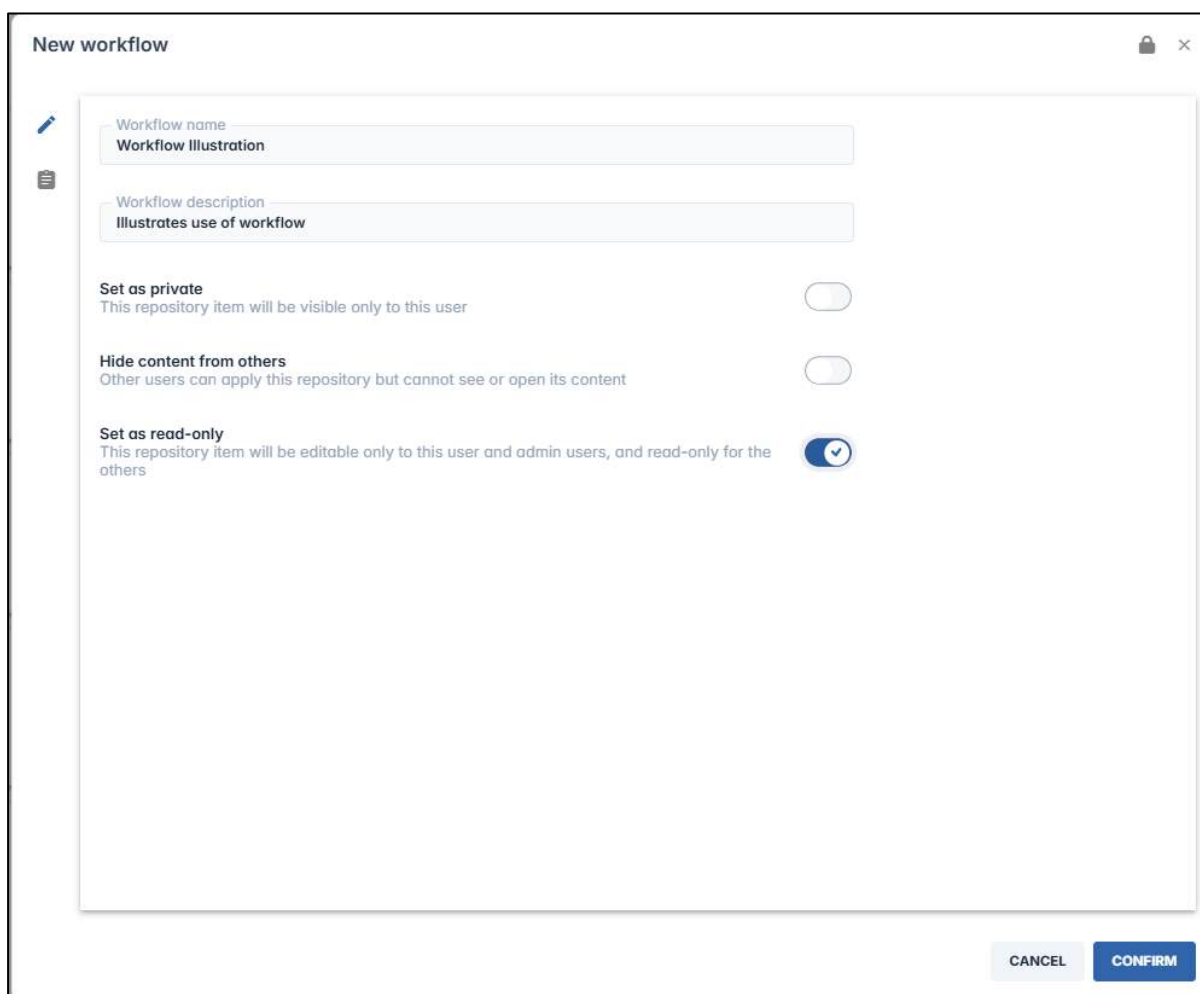 New workflow
Workflow name
Workflow Illustration
Workflow description
Illustrates use of workflow
Set as private
This repository item will be visible only to this user
Hide content from others
Other users can apply this repository but cannot see or open its content
Set as read-only
This repository item will be editable only to this user and admin users, and read-only for the
others
CANCEL
CONFIRM